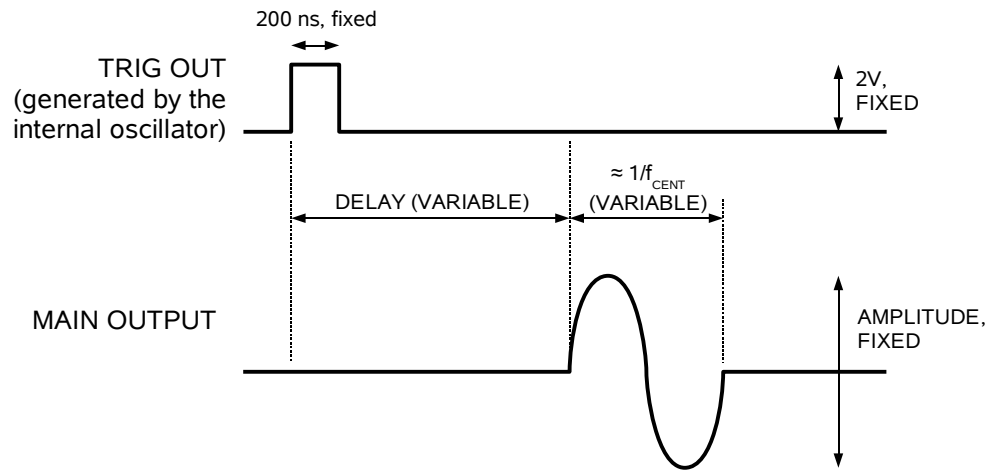 200 ns, fixed
TRIG OUT
(generated by the
internal oscillator)
2V,
FIXED
≈ 1/fCENT
(VARIABLE)
DELAY (VARIABLE)
MAIN OUTPUT
AMPLITUDE,
FIXED